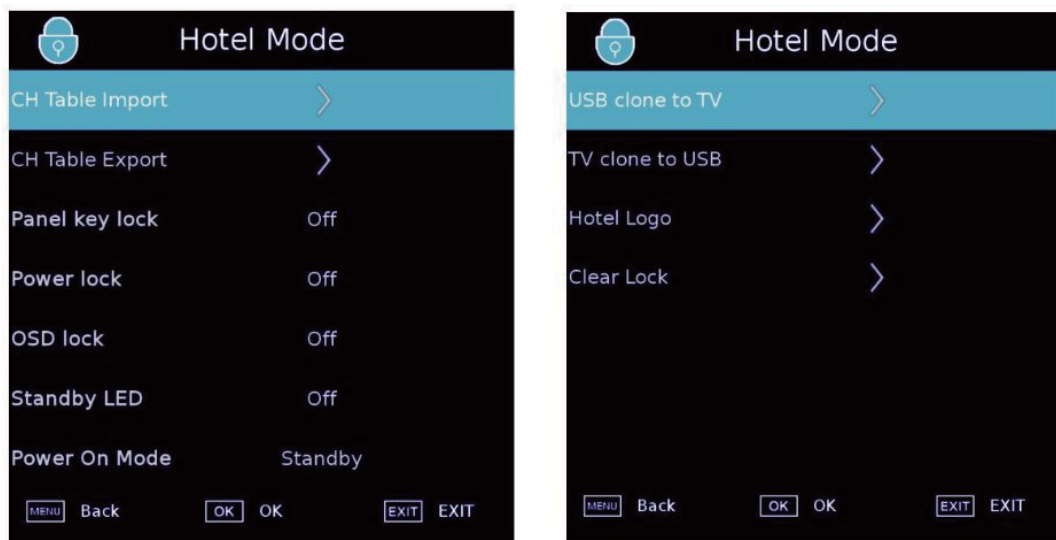 Hotel Mode
CH Table Import
CH Table Export
Panel key lock Off
Power lock Off
OSD lock Off
Standby LED Off
Power On Mode Standby
MENU Back OK OK EXIT EXIT
Hotel Mode
USB clone to TV
TV clone to USB
Hotel Logo
Clear Lock
MENU Back OK OK EXIT EXIT